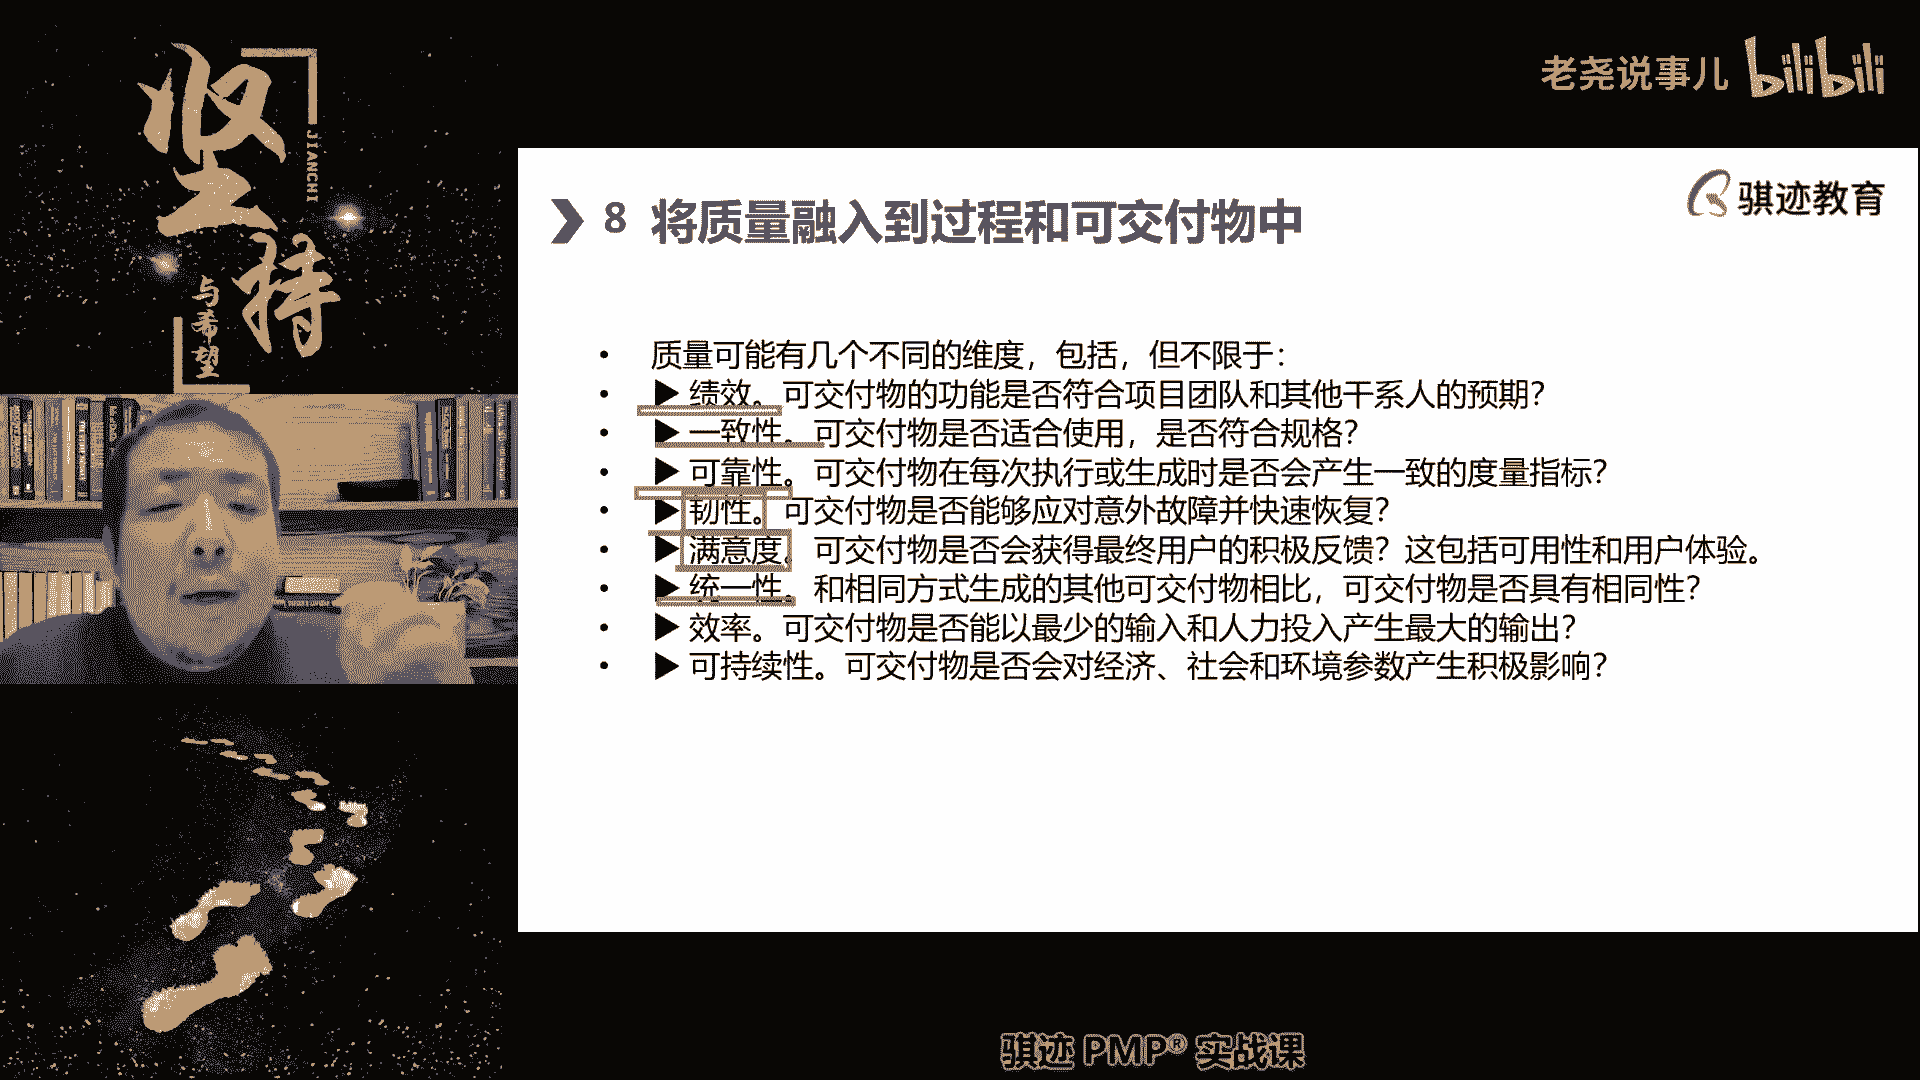 坚持
JIANCHI
与希望
老尧说事儿 bilibili
骐迹教育
8 将质量融入到过程和可交付物中
• 质量可能有几个不同的维度，包括，但不限于：
• ▶ 绩效。可交付物的功能是否符合项目团队和其他干系人的预期？
• ▶ 一致性。可交付物是否适合使用，是否符合规格？
• ▶ 可靠性。可交付物在每次执行或生成时是否会产生一致的度量指标？
• ▶ 韧性。可交付物是否能够应对意外故障并快速恢复？
• ▶ 满意度。可交付物是否会获得最终用户的积极反馈？这包括可用性和用户体验。
• ▶ 统一性。和相同方式生成的其他可交付物相比，可交付物是否具有相同性？
• ▶ 效率。可交付物是否能以最少的输入和人力投入产生最大的输出？
• ▶ 可持续性。可交付物是否会对经济、社会和环境参数产生积极影响？
骐迹 PMP® 实战课